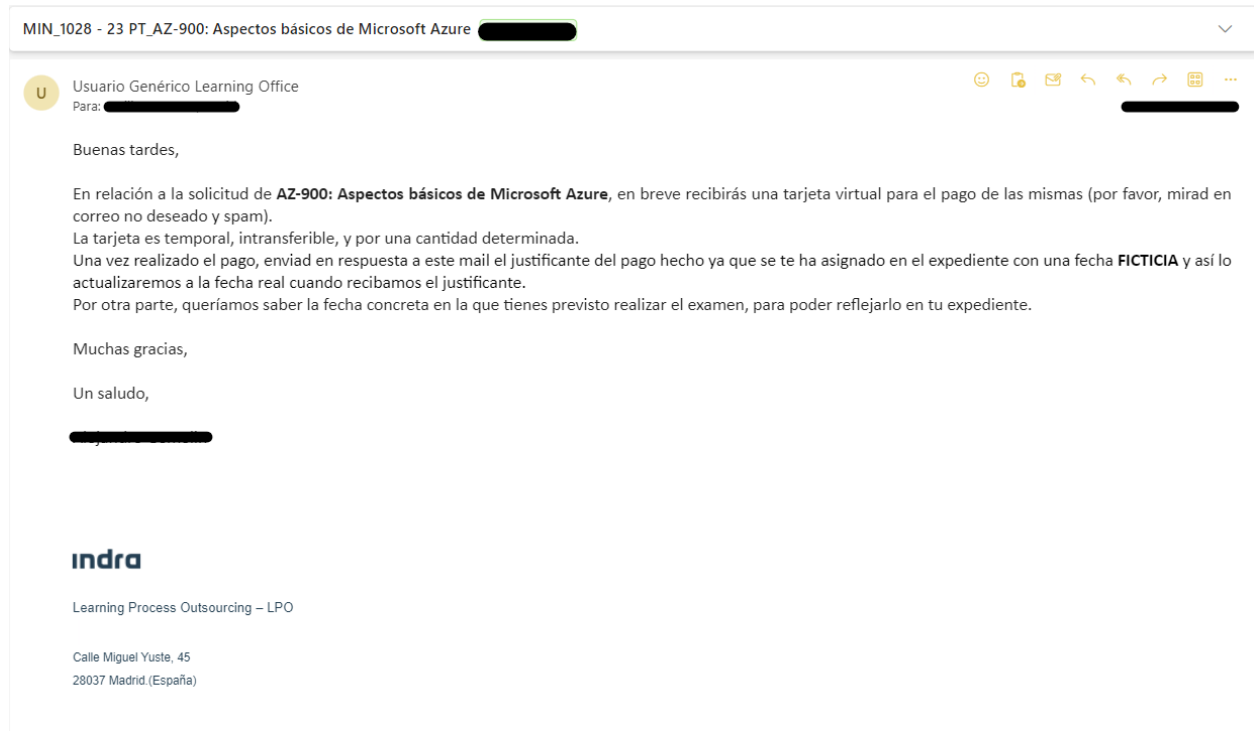 MIN_1028 - 23 PT_AZ-900: Aspectos básicos de Microsoft Azure
U
Usuario Genérico Learning Office
Para:
Buenas tardes,
En relación a la solicitud de AZ-900: Aspectos básicos de Microsoft Azure, en breve recibirás una tarjeta virtual para el pago de las mismas (por favor, mirad en
correo no deseado y spam).
La tarjeta es temporal, intransferible, y por una cantidad determinada.
Una vez realizado el pago, enviad en respuesta a este mail el justificante del pago hecho ya que se te ha asignado en el expediente con una fecha FICTICIA y así lo
actualizaremos a la fecha real cuando recibamos el justificante.
Por otra parte, queríamos saber la fecha concreta en la que tienes previsto realizar el examen, para poder reflejarlo en tu expediente.
Muchas gracias,
Un saludo,
indra
Learning Process Outsourcing – LPO
Calle Miguel Yuste, 45
28037 Madrid.(España)